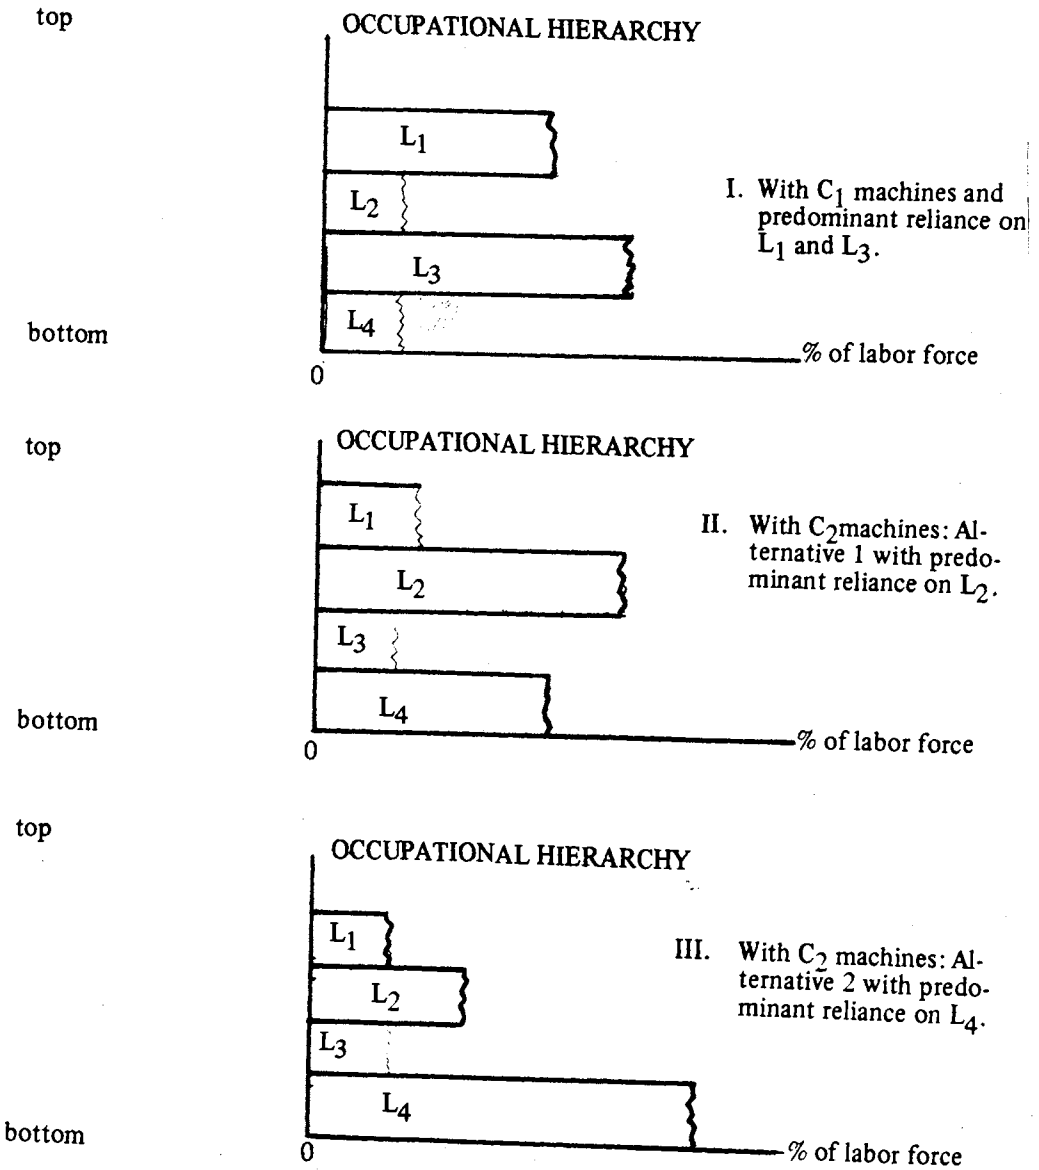 top
OCCUPATIONAL HIERARCHY
L1
L2
L3
L4
I. With C1 machines and
predominant reliance on
L1 and L3.
bottom
% of labor force
0
top
OCCUPATIONAL HIERARCHY
L1
L2
L3
L4
II. With C2machines: Al-
ternative 1 with predo-
minant reliance on L2.
bottom
% of labor force
0
top
OCCUPATIONAL HIERARCHY
L1
L2
L3
L4
III. With C2 machines: Al-
ternative 2 with predo-
minant reliance on L4.
bottom
% of labor force
0